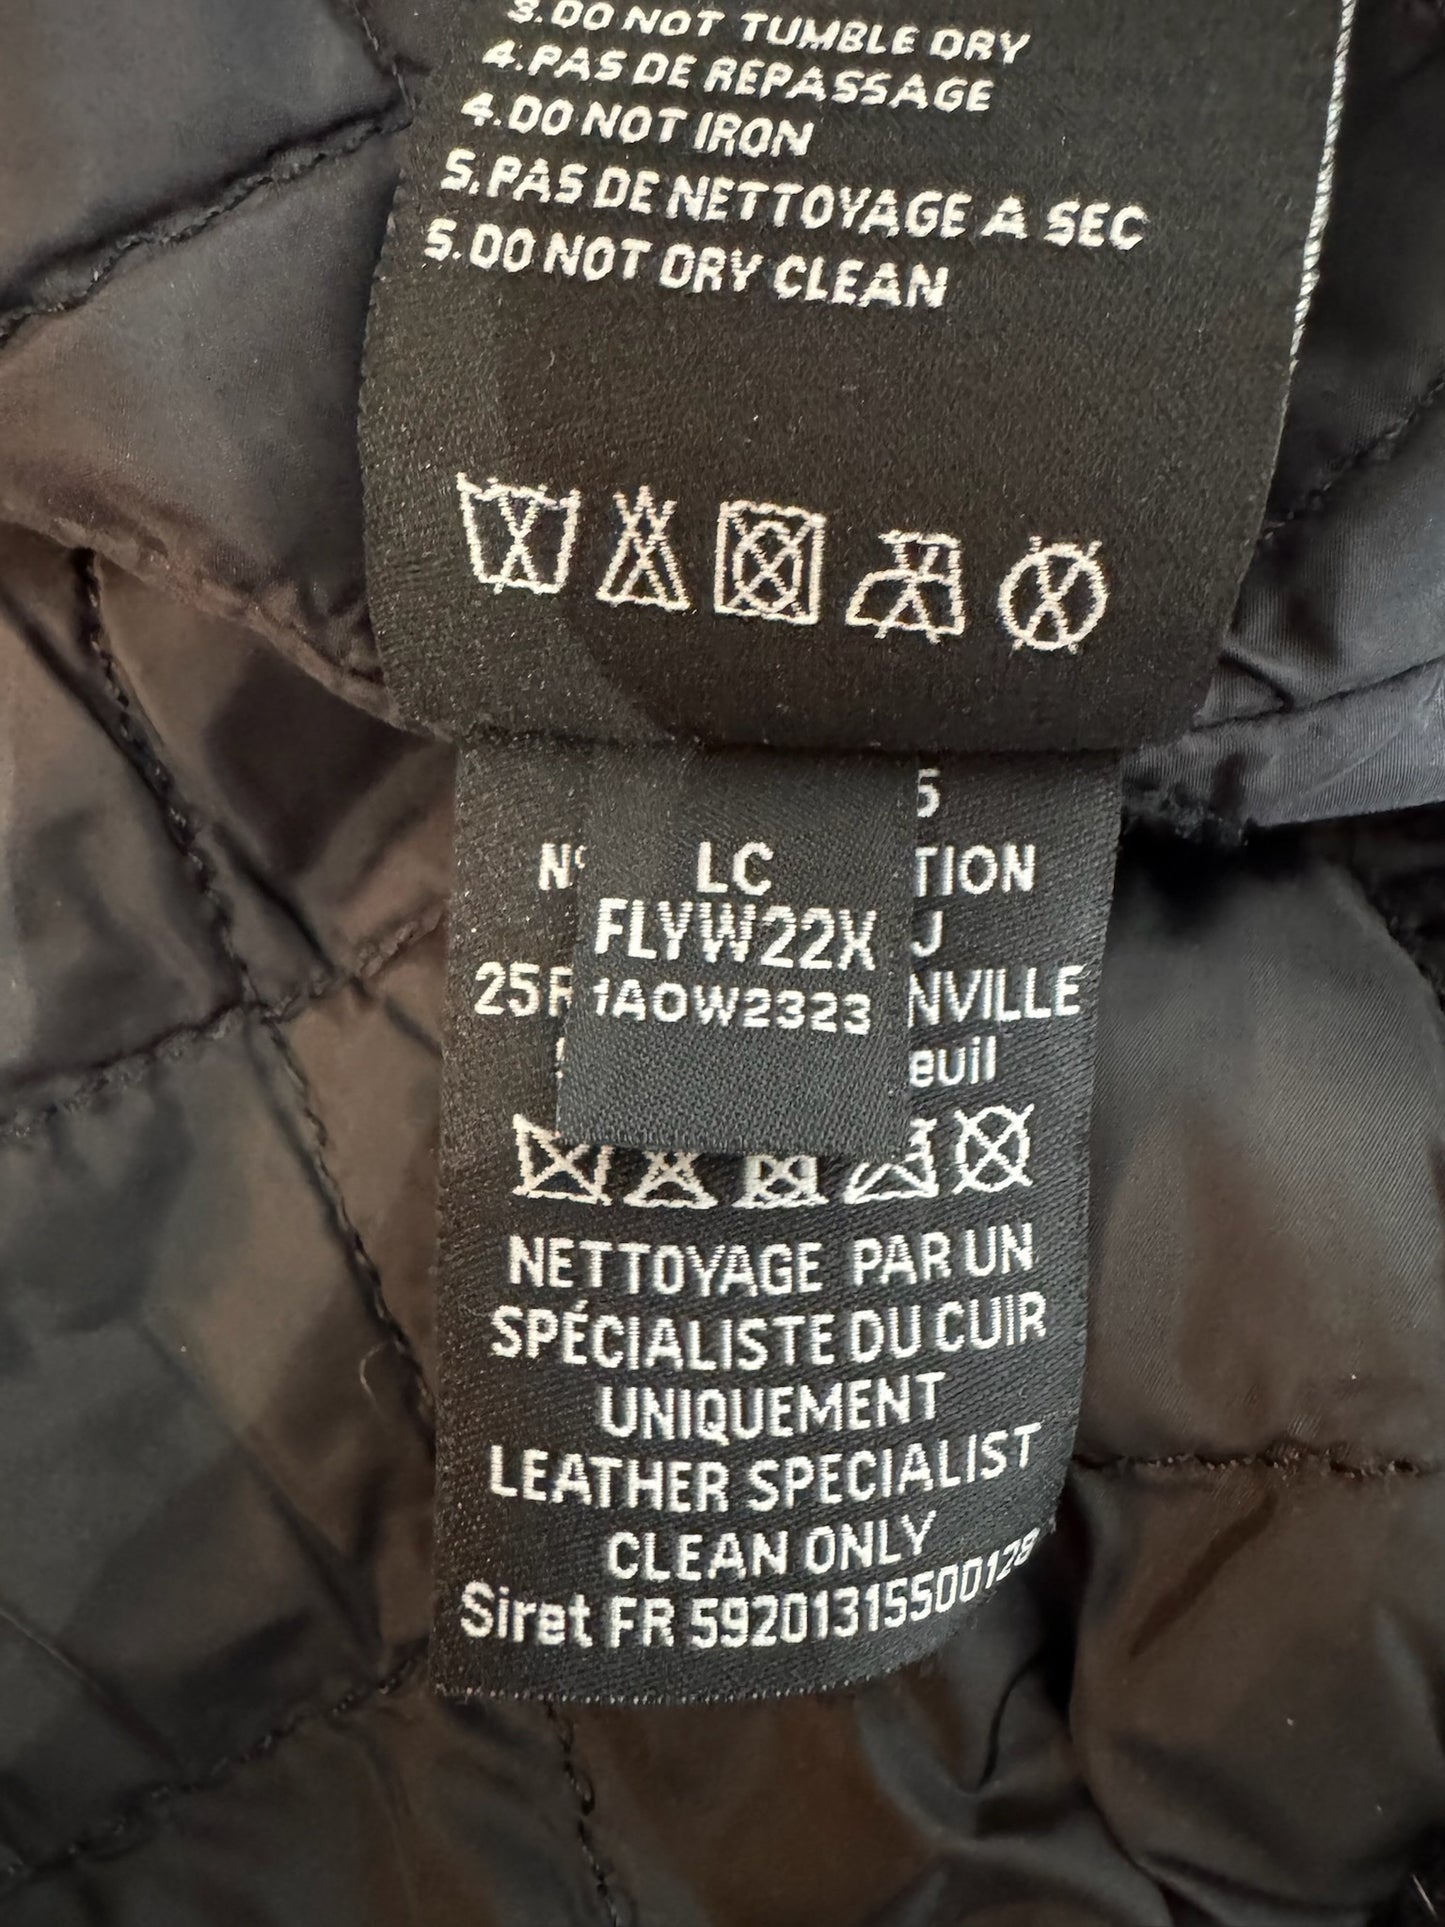 3.DO NOT TUMBLE DRY
4.PAS DE REPASSAGE
4.DO NOT IRON
5.PAS DE NETTOYAGE A SEC
5.DO NOT DRY CLEAN
LC
FLYW22X
1AOW2323
NETTOYAGE PAR UN
SPÉCIALISTE DU CUIR
UNIQUEMENT
LEATHER SPECIALIST
CLEAN ONLY
Siret FR 59201315500128